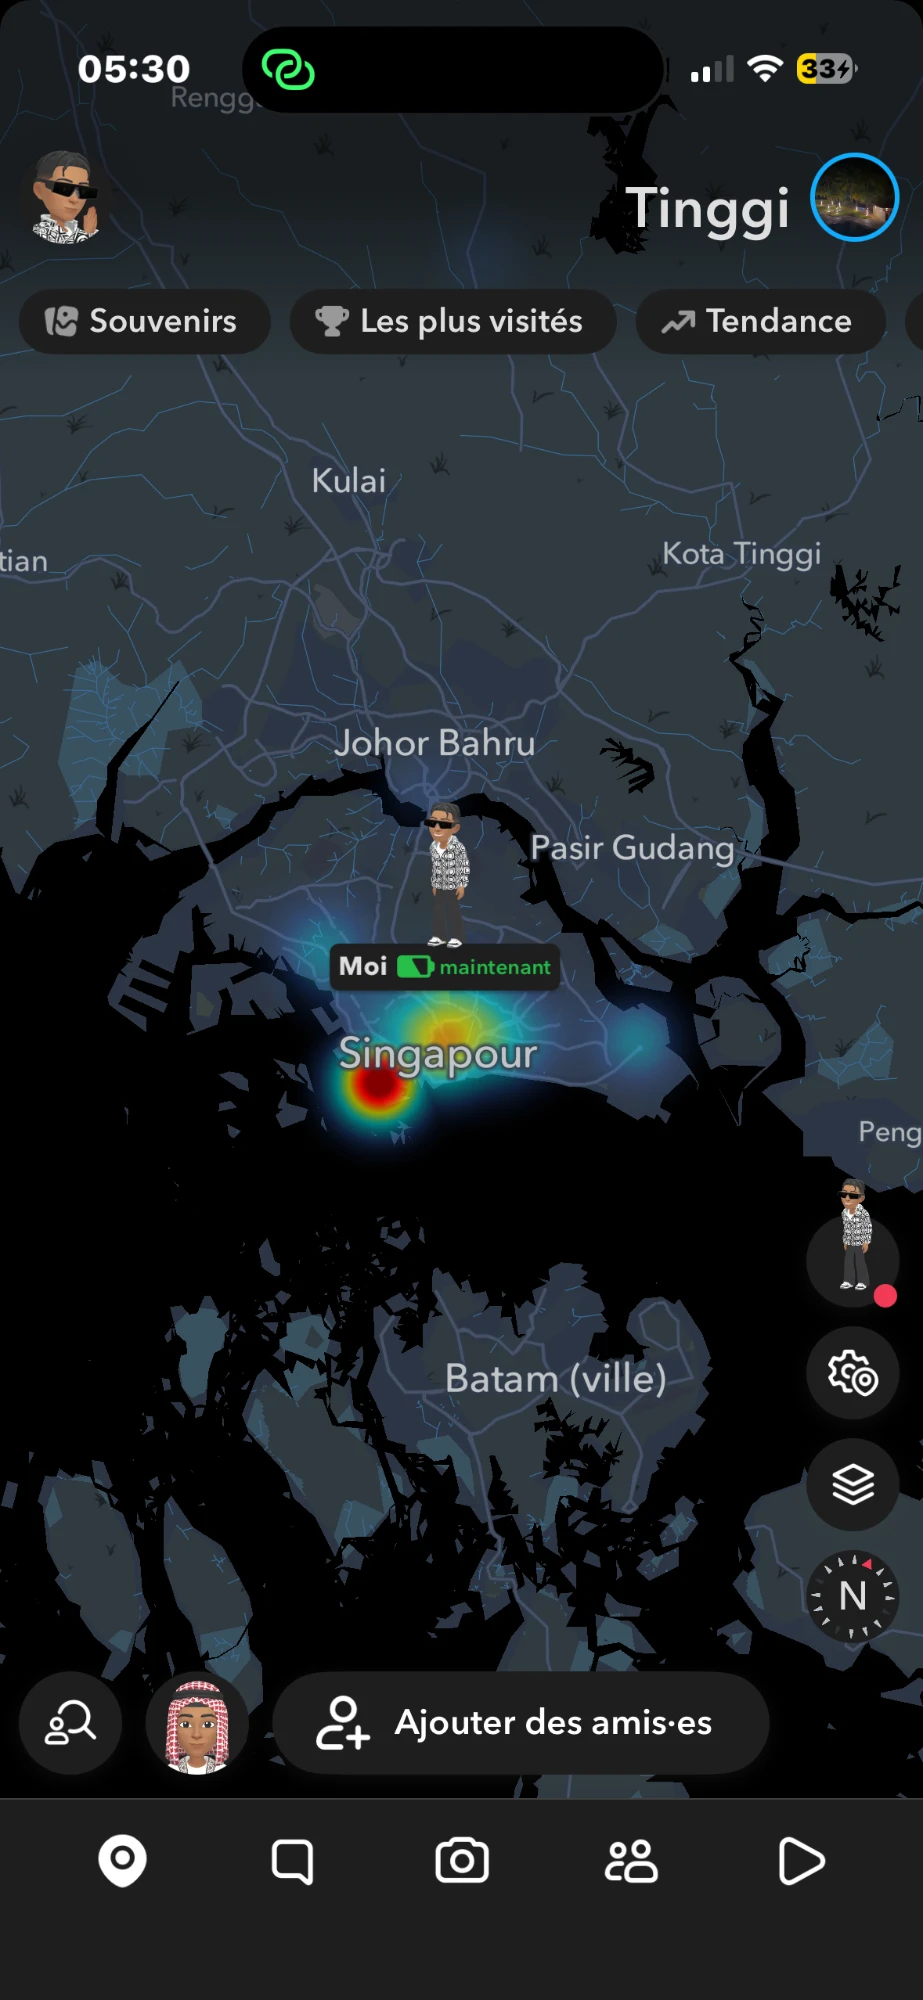 05:30
33
Tinggi
Souvenirs
Les plus visités
Tendance
Kulai
tian
Kota Tinggi
Johor Bahru
Pasir Gudang
Moi maintenant
Singapour
Peng
Batam (ville)
N
Ajouter des amis·es